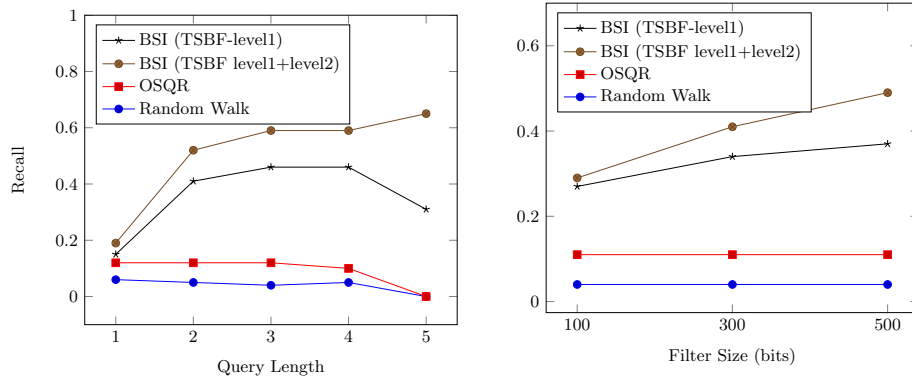 BSI (TSBF-level1)
BSI (TSBF level1+level2)
OSQR
Random Walk
1
0.8
0.6
0.4
0.2
0
Recall
1 2 3 4 5
Query Length
BSI (TSBF-level1)
BSI (TSBF level1+level2)
OSQR
Random Walk
0.6
0.4
0.2
0
100 300 500
Filter Size (bits)